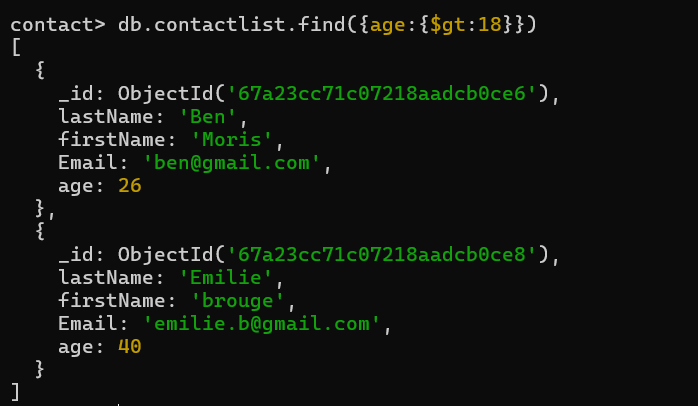 contact> db.contactlist.find({age:{$gt:18}})
[
  {
    _id: ObjectId('67a23cc71c07218aadcb0ce6'),
    lastName: 'Ben',
    firstName: 'Moris',
    Email: 'ben@gmail.com',
    age: 26
  },
  {
    _id: ObjectId('67a23cc71c07218aadcb0ce8'),
    lastName: 'Emilie',
    firstName: 'brouge',
    Email: 'emilie.b@gmail.com',
    age: 40
  }
]